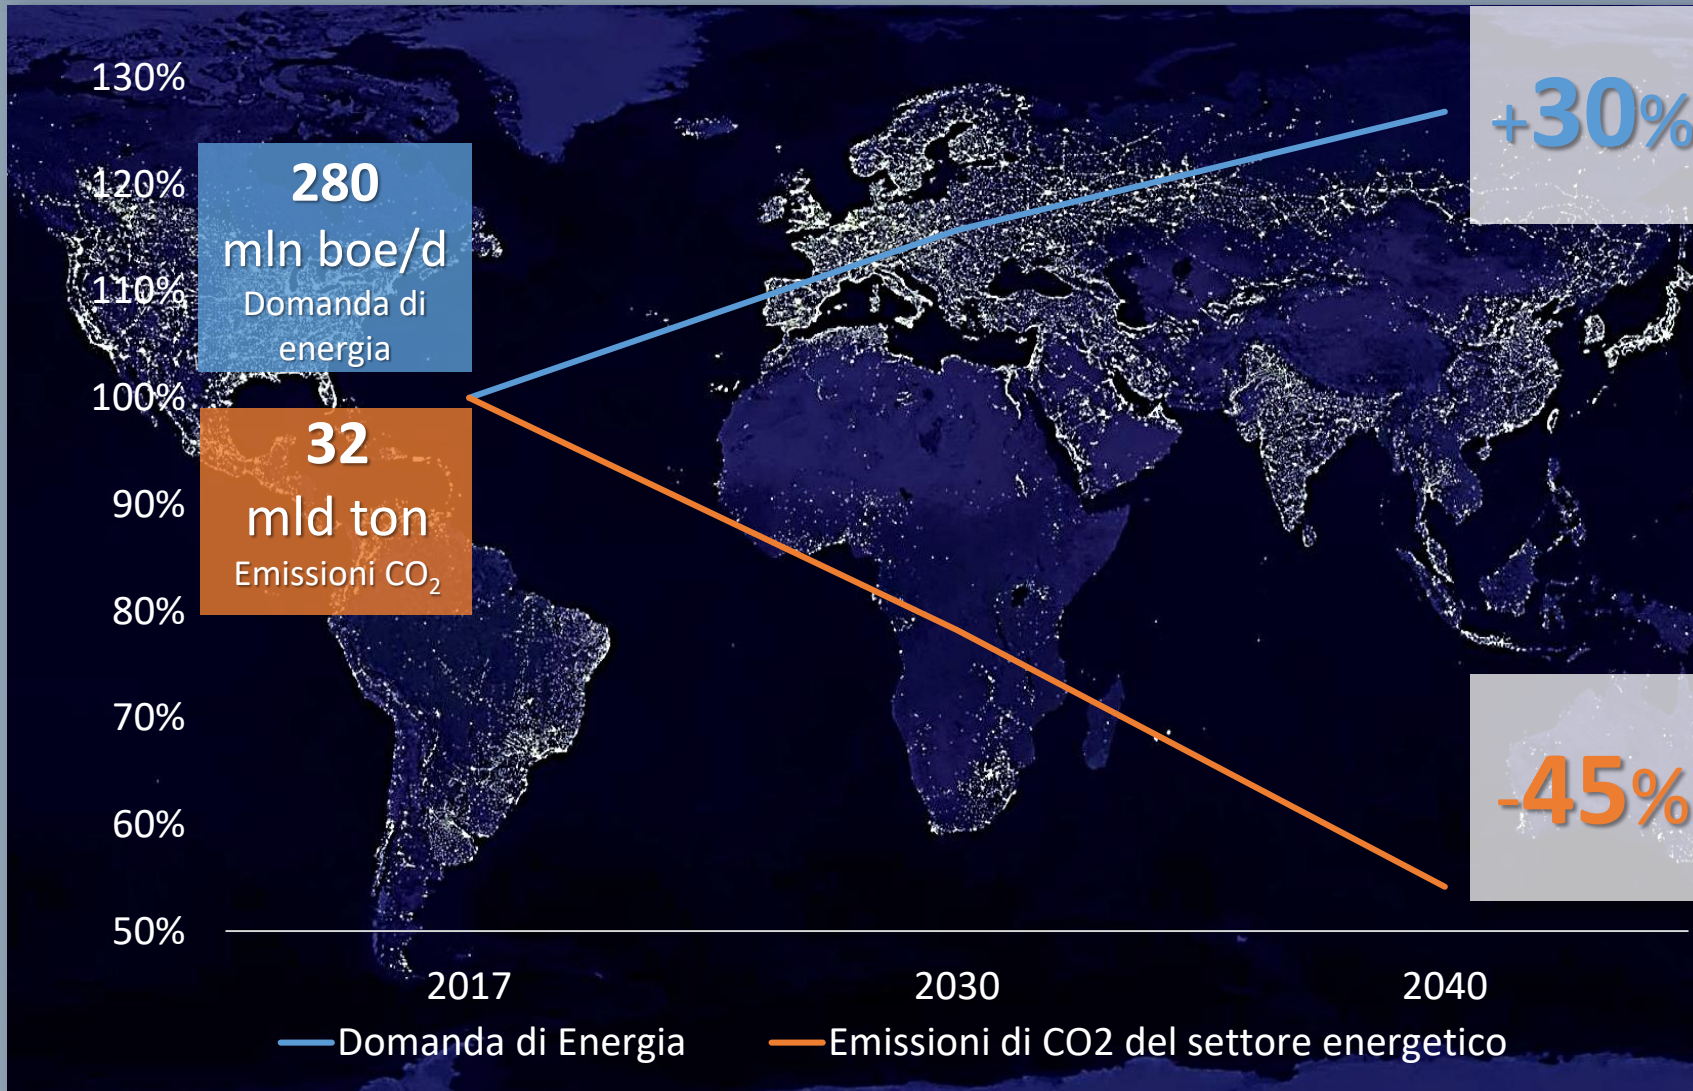 130%
120%
110%
100%
90%
80%
70%
60%
50%
280
mln boe/d
Domanda di
energia
32
mld ton
Emissioni CO₂
+30%
-45%
2017
2030
2040
Domanda di Energia
Emissioni di CO2 del settore energetico